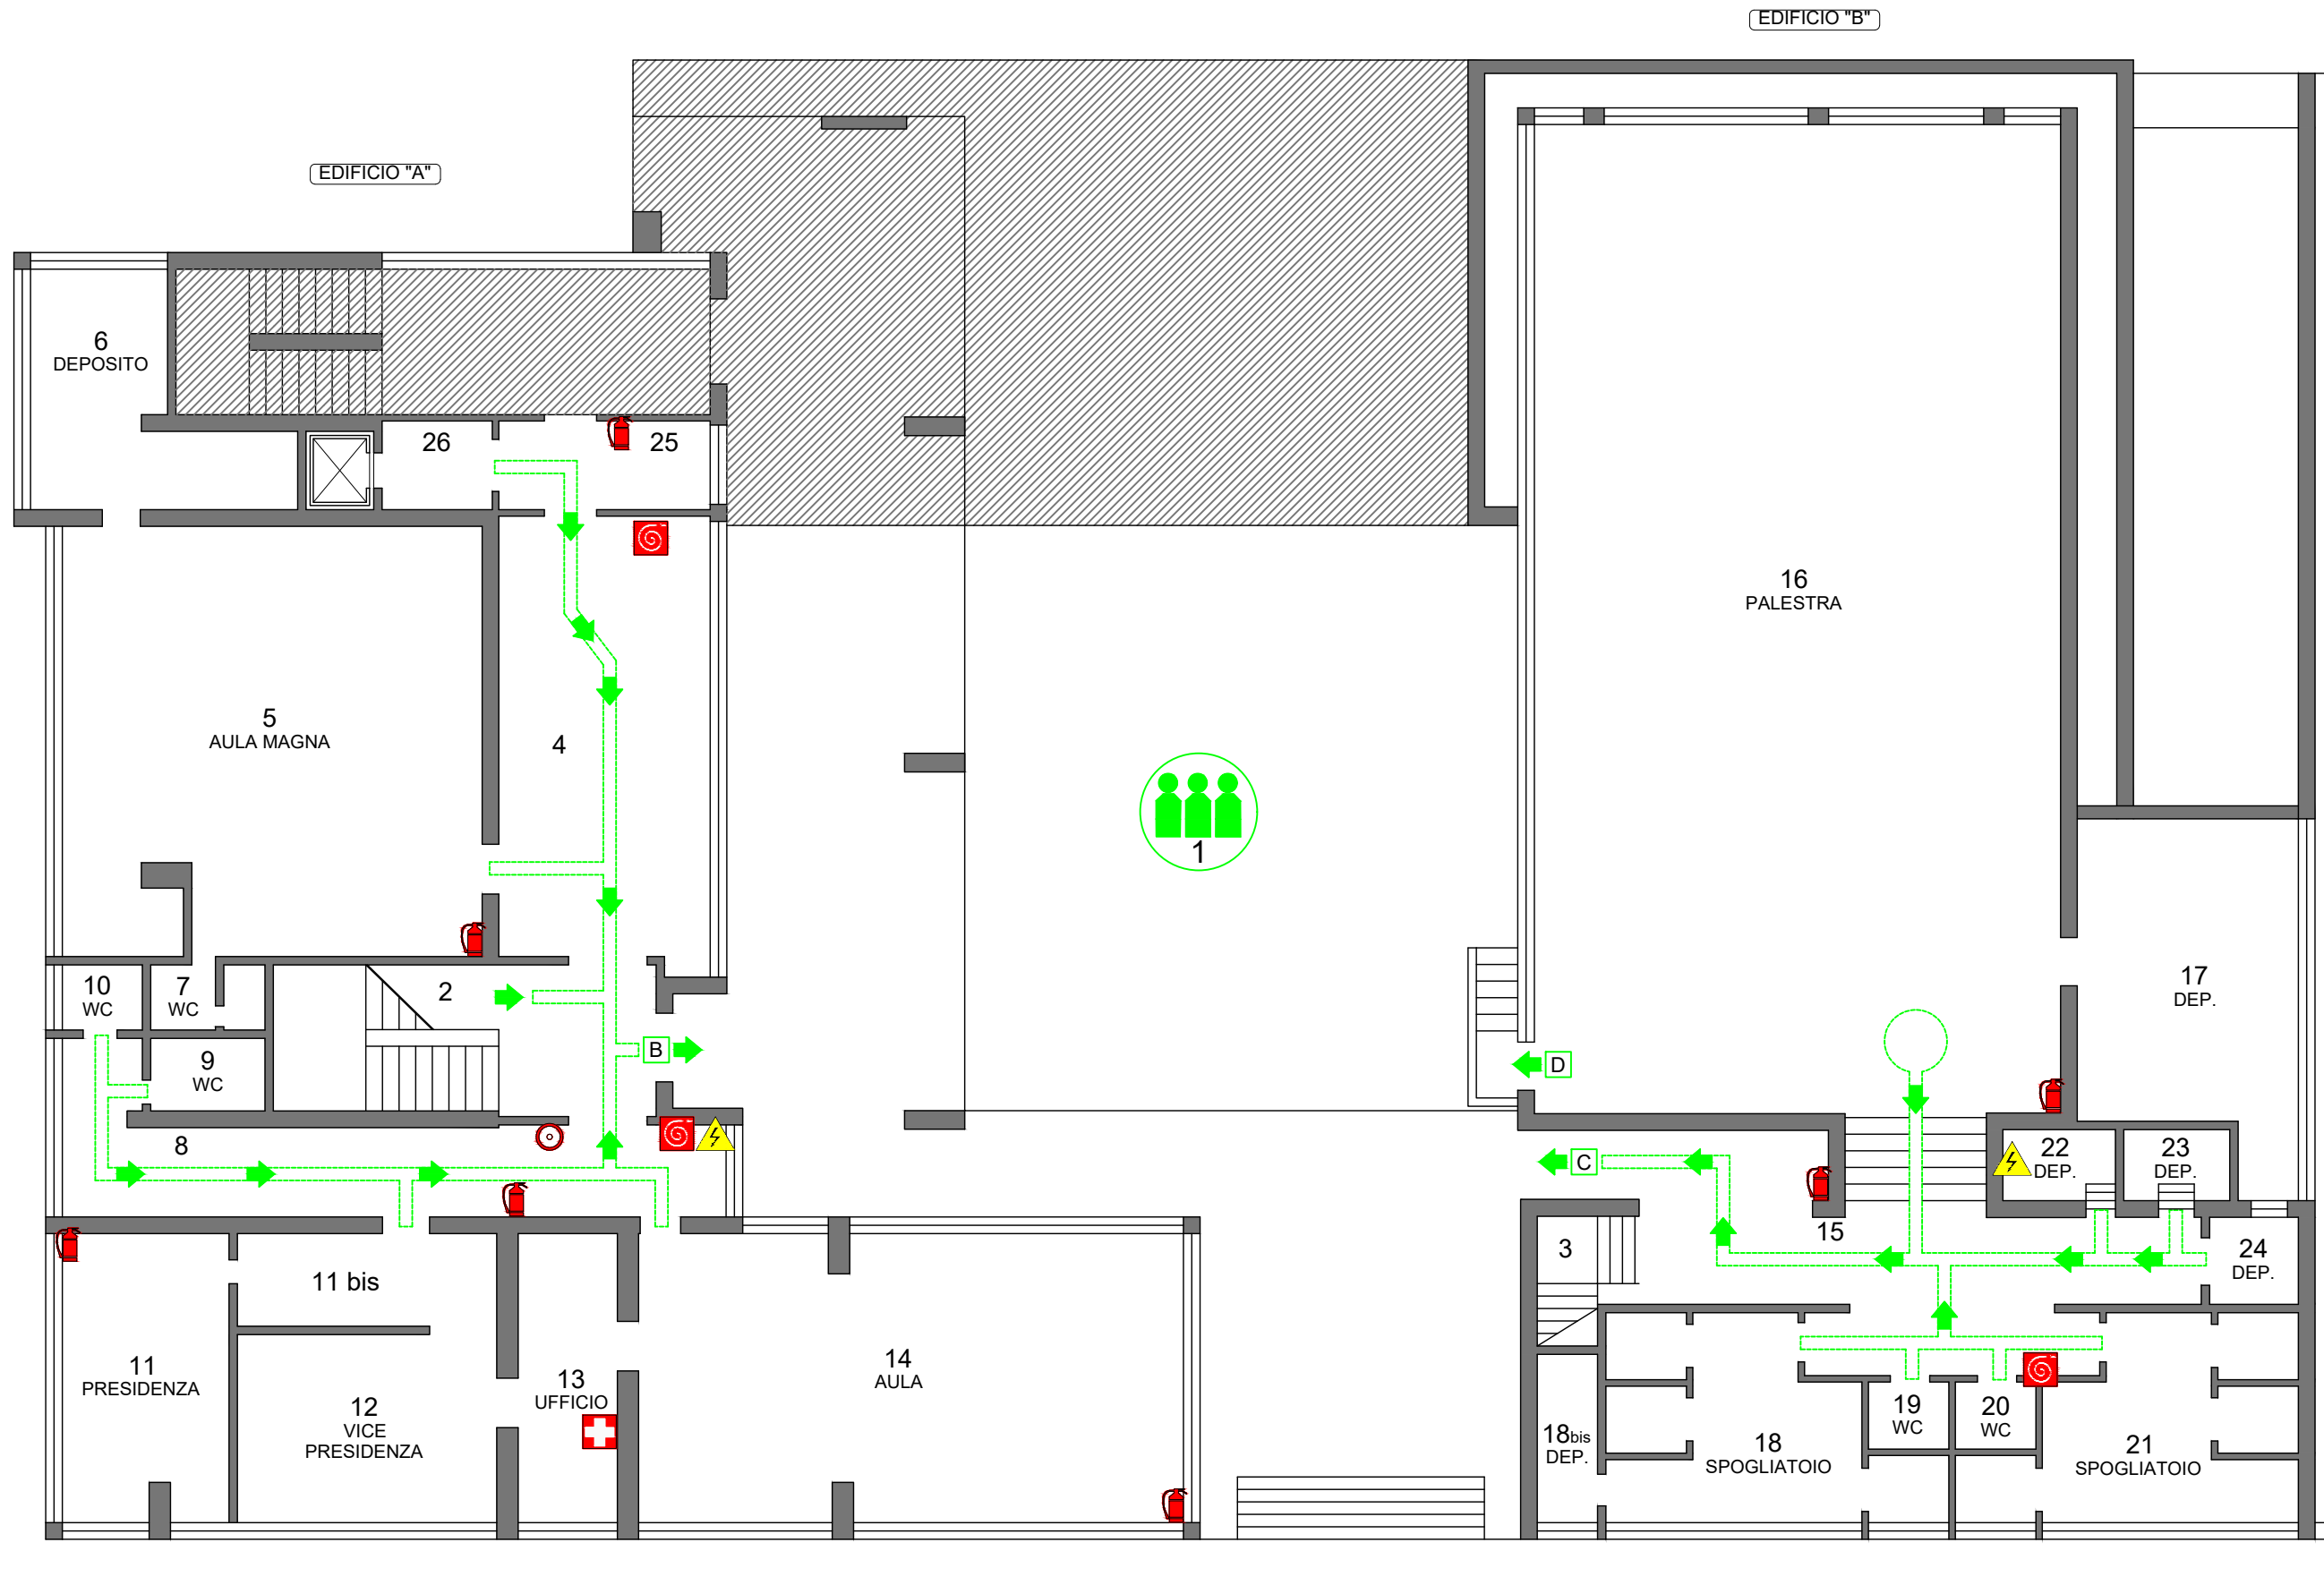 EDIFICIO "B"
EDIFICIO "A"
6
DEPOSITO
26
25
16
PALESTRA
5
AULA MAGNA
4
1
10
WC
7
WC
2
17
DEP.
9
WC
B
D
8
C
22
DEP.
23
DEP.
15
3
24
DEP.
11 bis
11
PRESIDENZA
12
VICE
PRESIDENZA
13
UFFICIO
14
AULA
18bis
DEP.
18
SPOGLIATOIO
19
WC
20
WC
21
SPOGLIATOIO